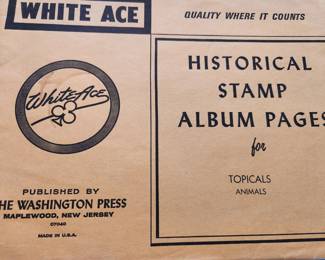 WHITE ACE
QUALITY WHERE IT COUNTS
White Ace
PUBLISHED BY
THE WASHINGTON PRESS
MAPLEWOOD, NEW JERSEY
07040
MADE IN U.S.A.
HISTORICAL
STAMP
ALBUM PAGES
for
TOPICALS
ANIMALS